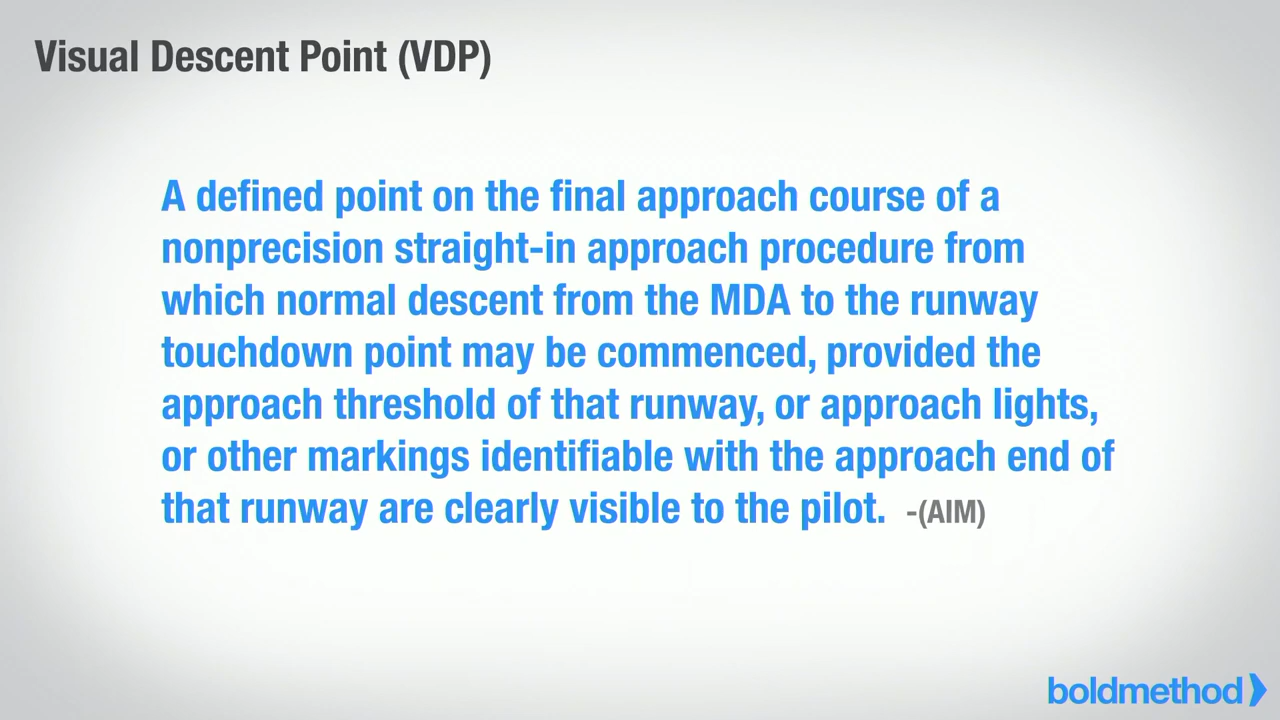 Visual Descent Point (VDP)
A defined point on the final approach course of a
nonprecision straight-in approach procedure from
which normal descent from the MDA to the runway
touchdown point may be commenced, provided the
approach threshold of that runway, or approach lights,
or other markings identifiable with the approach end of
that runway are clearly visible to the pilot. -(AIM)
boldmethod